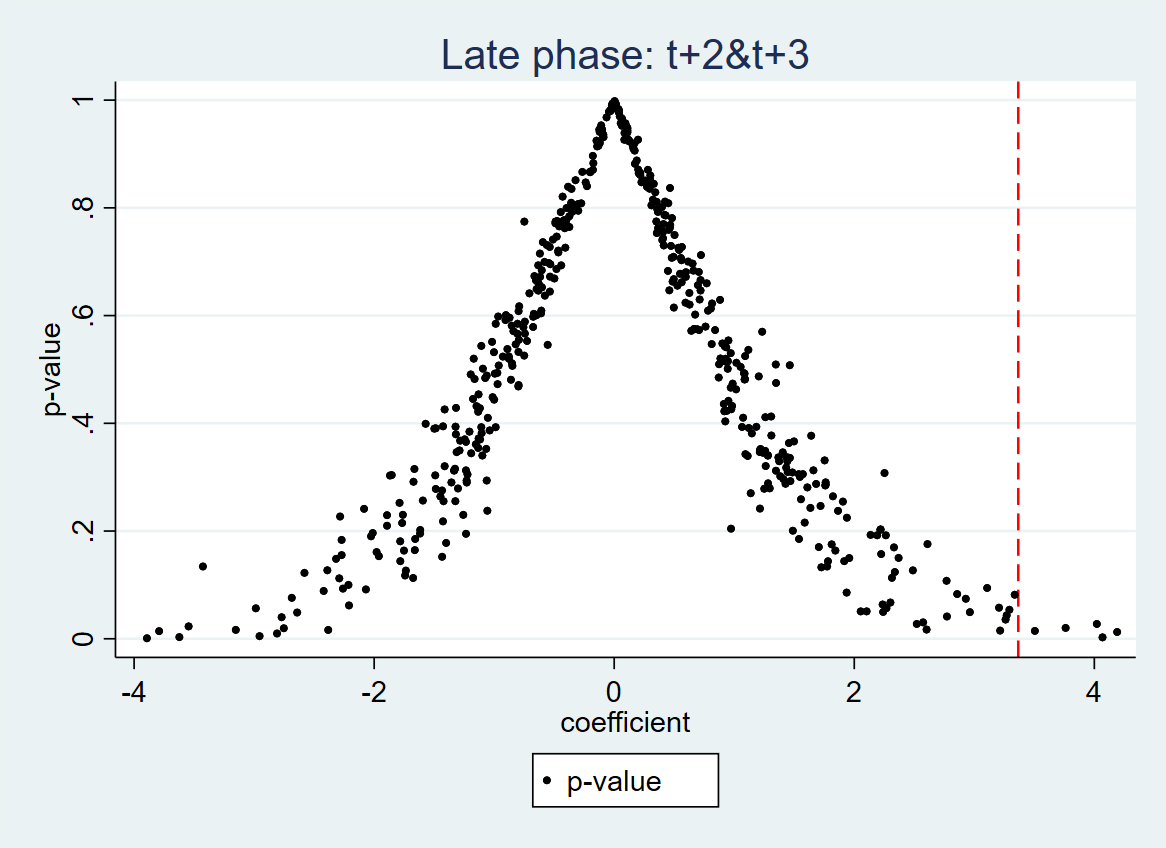 Late phase: t+2&t+3
p-value
1
.8
.6
.4
.2
0
-4 -2 0 2 4
coefficient
p-value